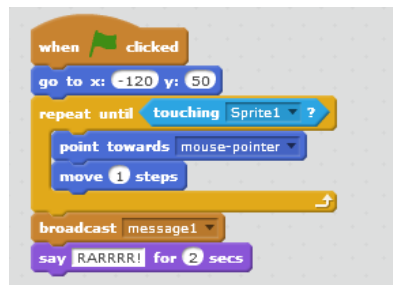 when clicked
go to x: -120 y: 50
repeat until touching Sprite1 ?
point towards mouse-pointer
move 1 steps
broadcast message1
say RARRRR! for 2 secs